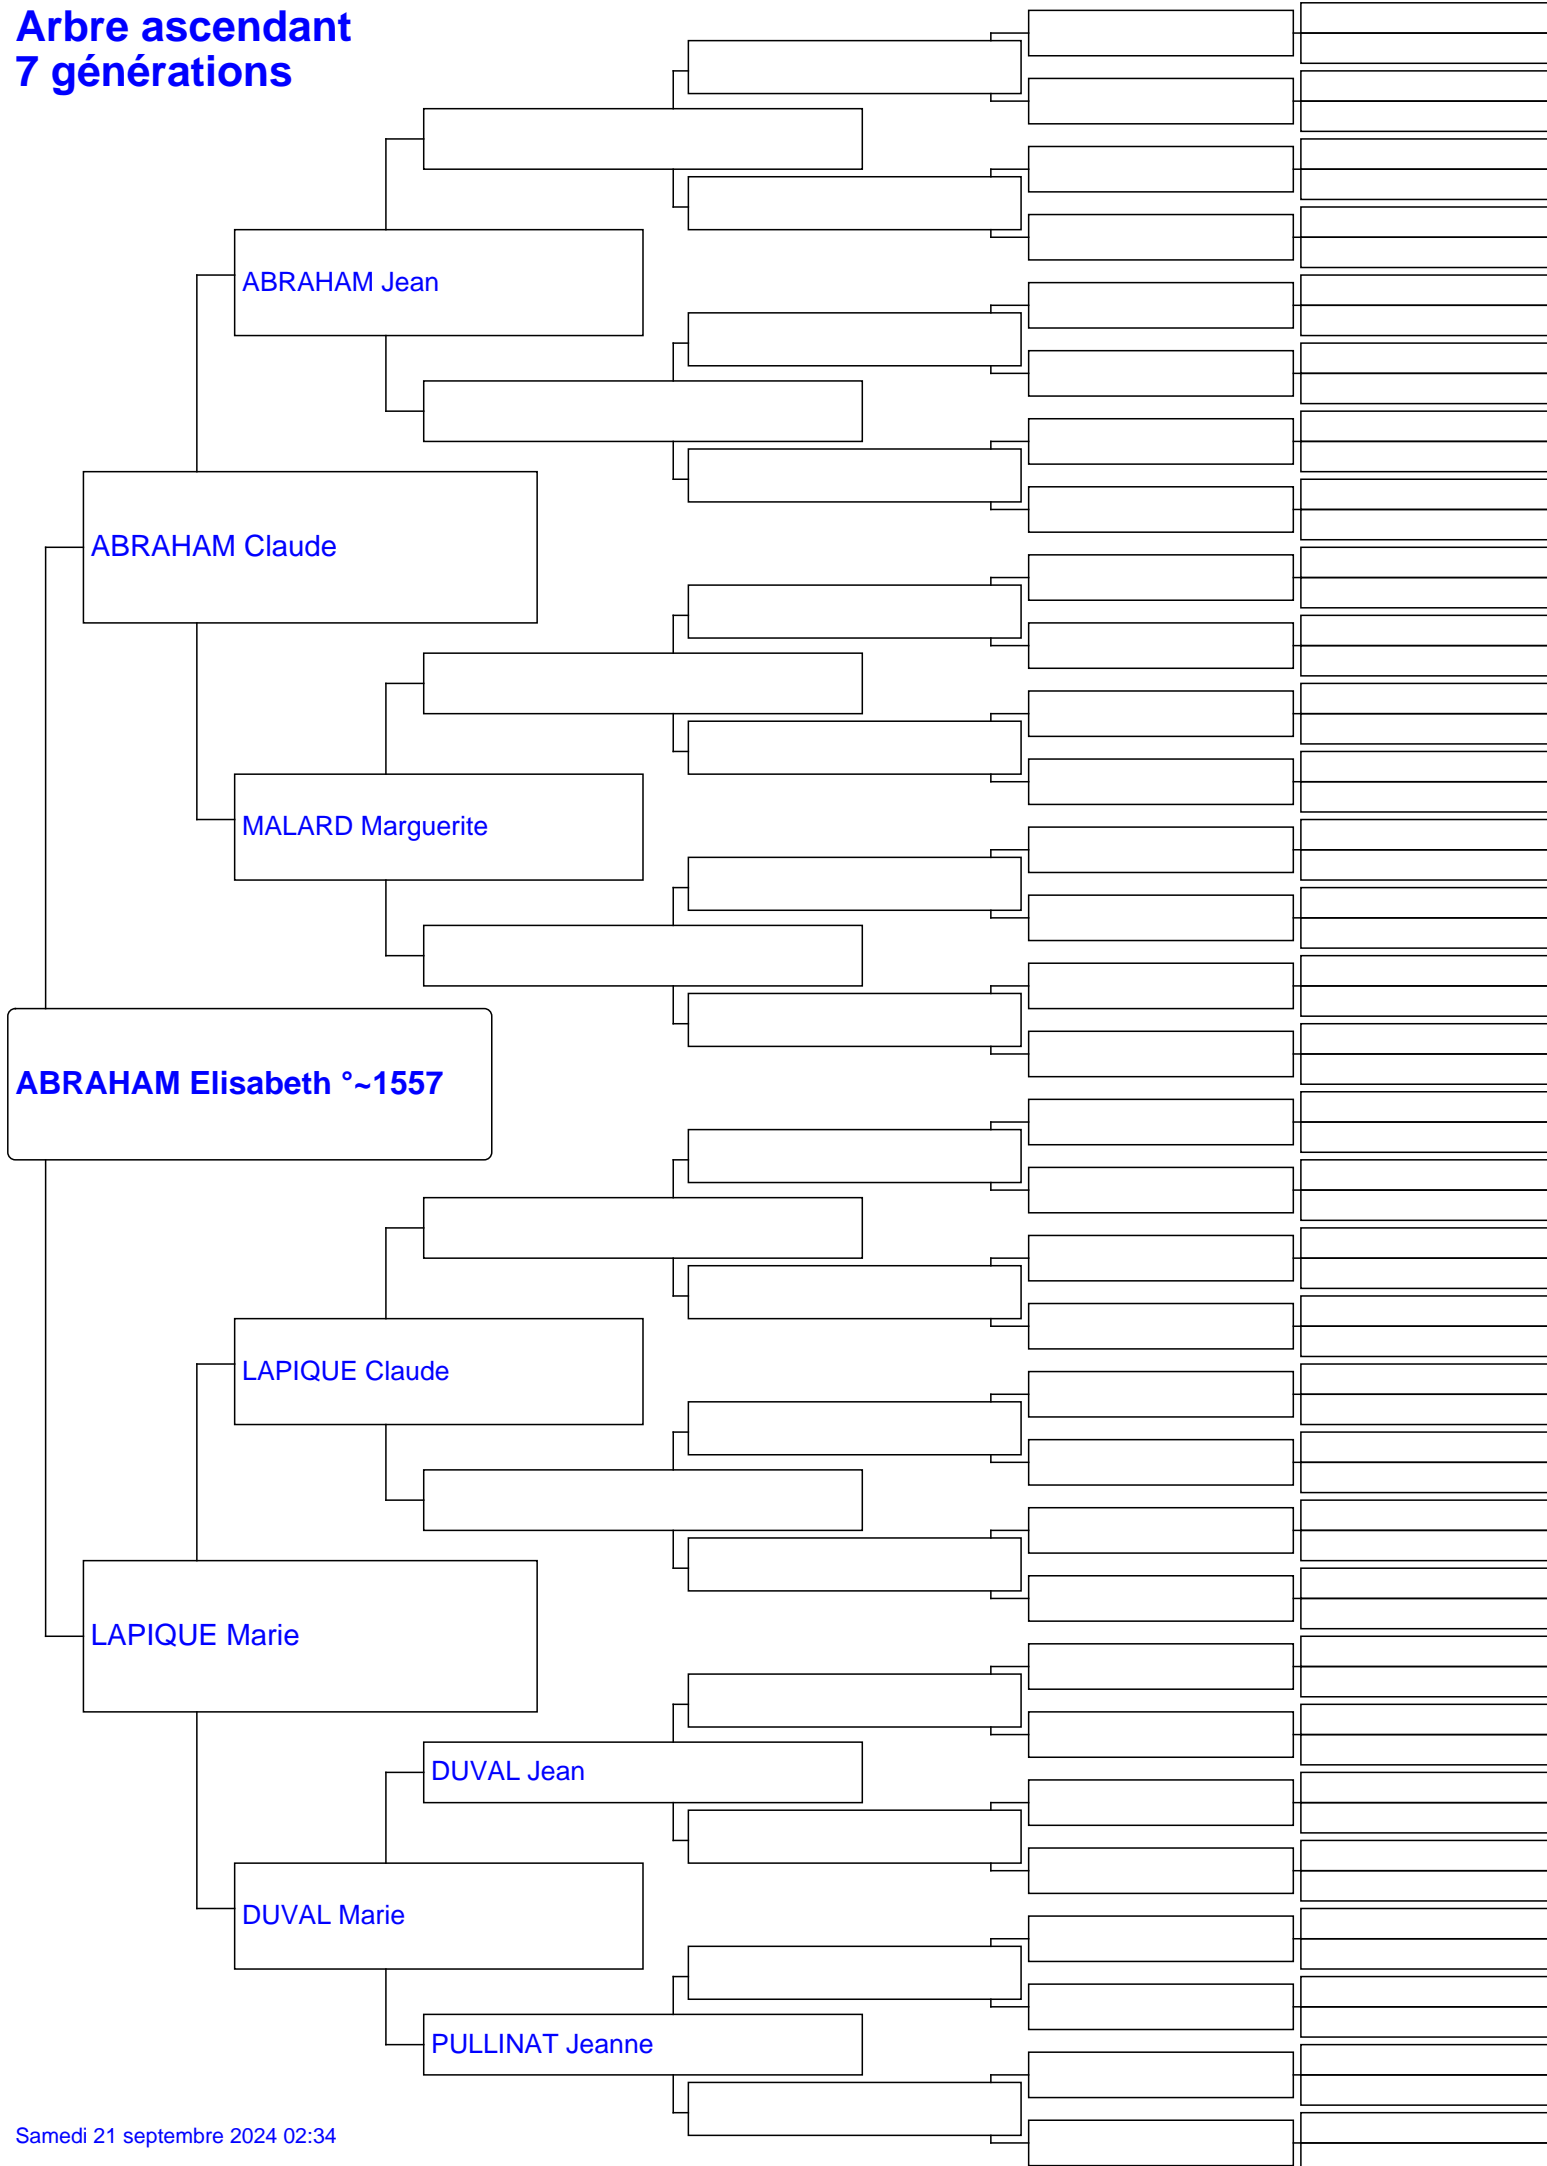 Arbre ascendant
7 générations
ABRAHAM Jean
ABRAHAM Claude
MALARD Marguerite
ABRAHAM Elisabeth °~1557
LAPIQUE Claude
LAPIQUE Marie
DUVAL Jean
DUVAL Marie
PULLINAT Jeanne
Samedi 21 septembre 2024 02:34